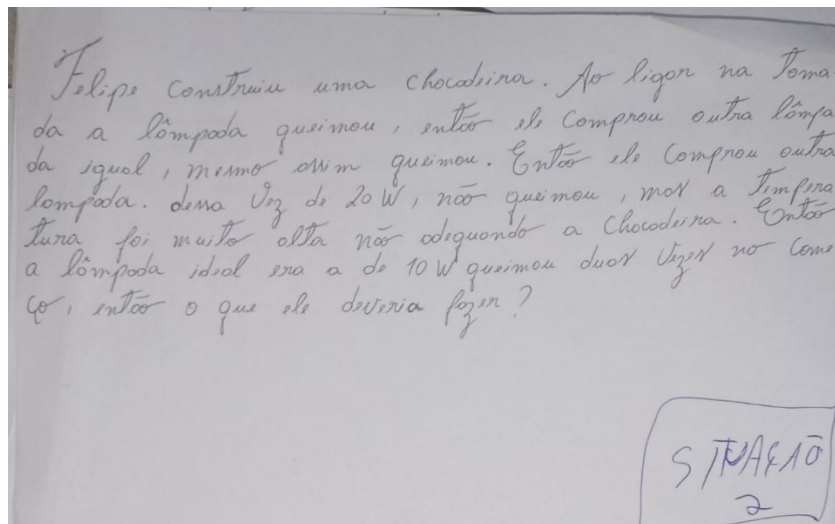 Felipe construiu uma chocadeira. Ao ligar na toma
da a lâmpada queimou, então ele comprou outra lâmpa
da igual, mesmo assim queimou. Então ele comprou outra
lampada. dessa vez de 20 W, não queimou, mas a tempera
tura foi muito alta não adequando a chocadeira. Então
a lâmpada ideal era a de 10 W queimou duas vezes no come
ço, então o que ele deveria fazer?
SITUAÇÃO
2